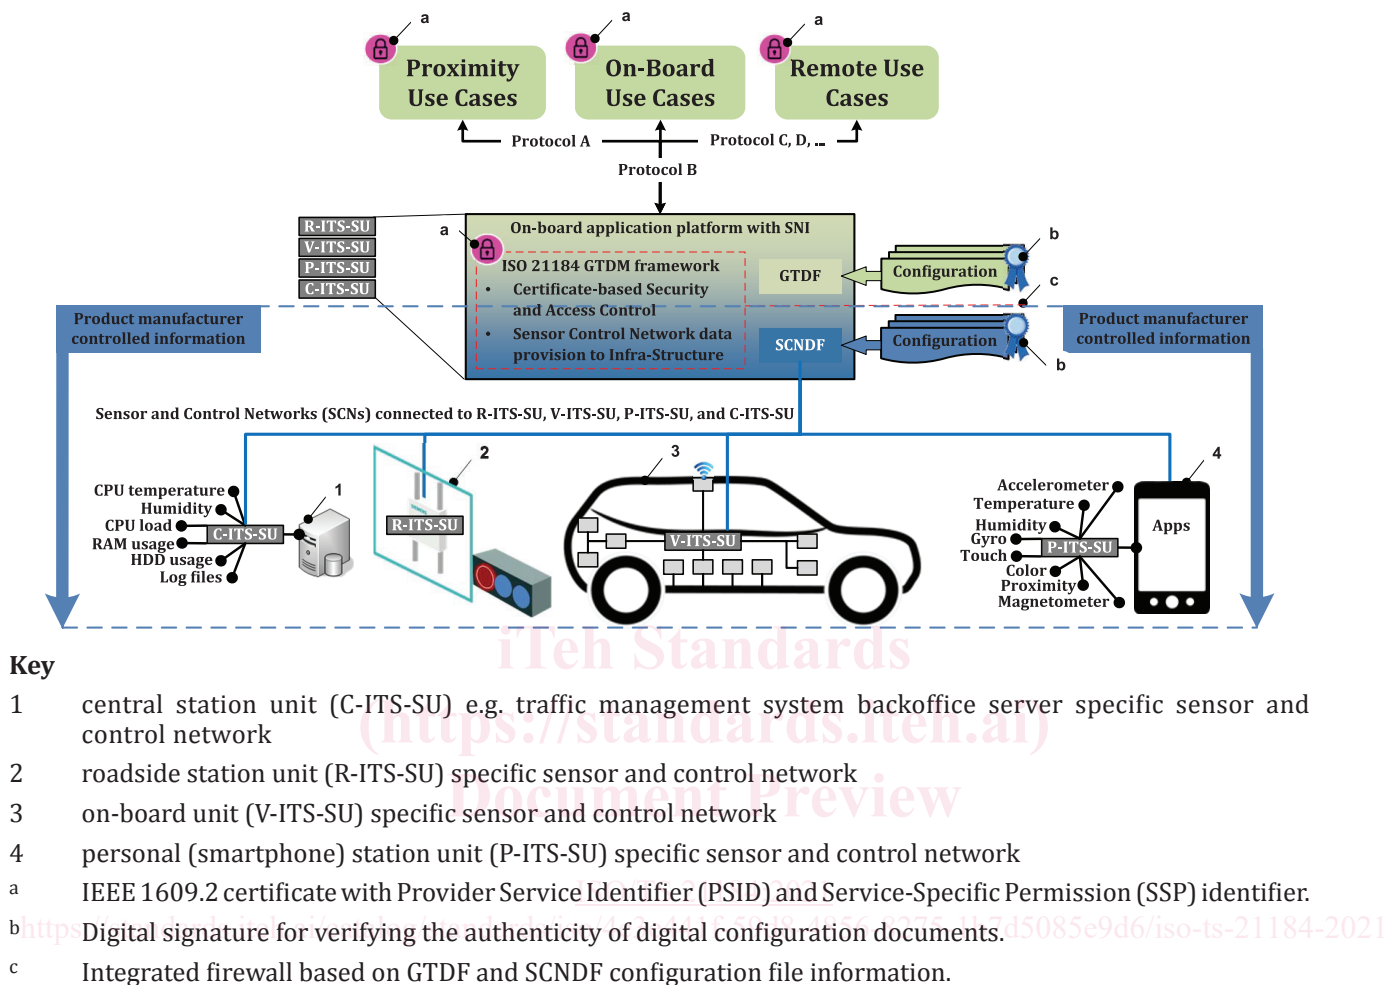 a
a
a
Proximity
Use Cases
On-Board
Use Cases
Remote Use
Cases
Protocol A
Protocol C, D, ...
Protocol B
R-ITS-SU
V-ITS-SU
P-ITS-SU
C-ITS-SU
a
On-board application platform with SNI
ISO 21184 GTDM framework
• Certificate-based Security
and Access Control
• Sensor Control Network data
provision to Infra-Structure
GTDF
SCNDF
Configuration
Configuration
b
c
b
Product manufacturer
controlled information
Product manufacturer
controlled information
Sensor and Control Networks (SCNs) connected to R-ITS-SU, V-ITS-SU, P-ITS-SU, and C-ITS-SU
CPU temperature
Humidity
CPU load
RAM usage
HDD usage
Log files
C-ITS-SU
1
R-ITS-SU
2
V-ITS-SU
3
Accelerometer
Temperature
Humidity
Gyro
Touch
Color
Proximity
Magnetometer
P-ITS-SU
Apps
4
iTeh Standards
(https://standards.iteh.ai)
Document Preview
Key
1 central station unit (C-ITS-SU) e.g. traffic management system backoffice server specific sensor and
control network
2 roadside station unit (R-ITS-SU) specific sensor and control network
3 on-board unit (V-ITS-SU) specific sensor and control network
4 personal (smartphone) station unit (P-ITS-SU) specific sensor and control network
a IEEE 1609.2 certificate with Provider Service Identifier (PSID) and Service-Specific Permission (SSP) identifier.
b Digital signature for verifying the authenticity of digital configuration documents.
c Integrated firewall based on GTDF and SCNDF configuration file information.